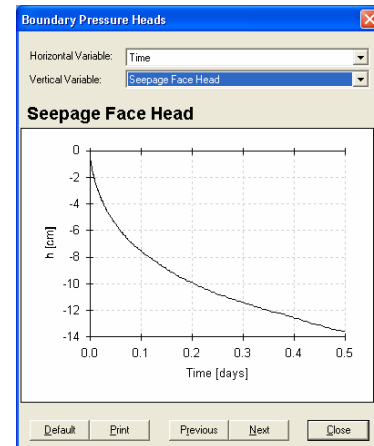 Boundary Pressure Heads
Horizontal Variable: Time
Vertical Variable: Seepage Face Head
Seepage Face Head
0
-2
-4
-6
-8
-10
-12
-14
h [cm]
0.0 0.1 0.2 0.3 0.4 0.5
Time [days]
Default Print Previous Next Close